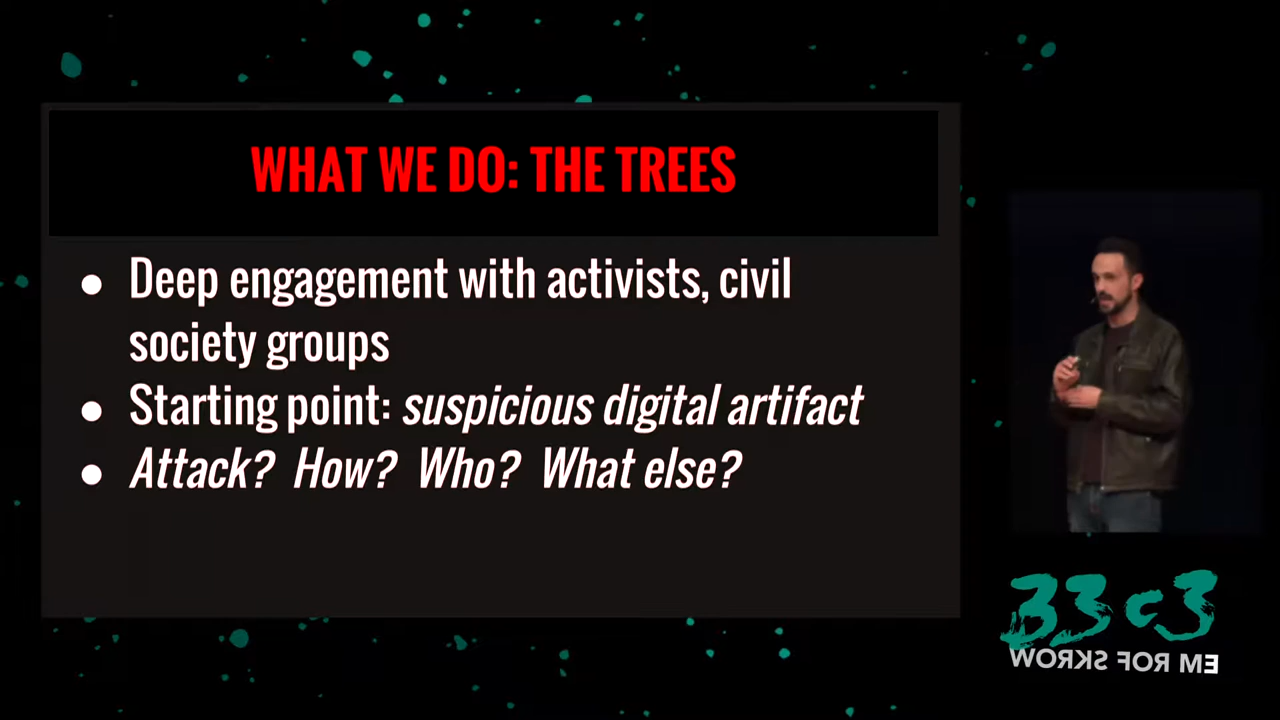 WHAT WE DO: THE TREES
● Deep engagement with activists, civil
society groups
● Starting point: suspicious digital artifact
● Attack? How? Who? What else?
33c3
WORKS FOR ME